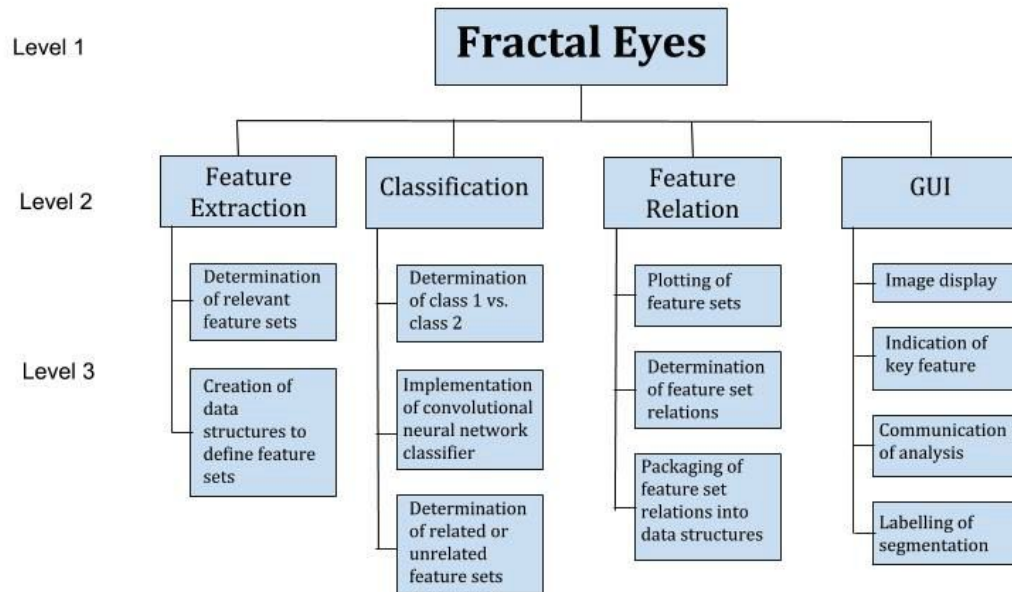 Level 1
Fractal Eyes
Level 2
Feature
Extraction
Classification
Feature
Relation
GUI
Level 3
Determination
of relevant
feature sets
Creation of
data
structures to
define feature
sets
Determination
of class 1 vs.
class 2
Implementation
of convolutional
neural network
classifier
Determination
of related or
unrelated
feature sets
Plotting of
feature sets
Determination
of feature set
relations
Packaging of
feature set
relations into
data structures
Image display
Indication of
key feature
Communication
of analysis
Labelling of
segmentation